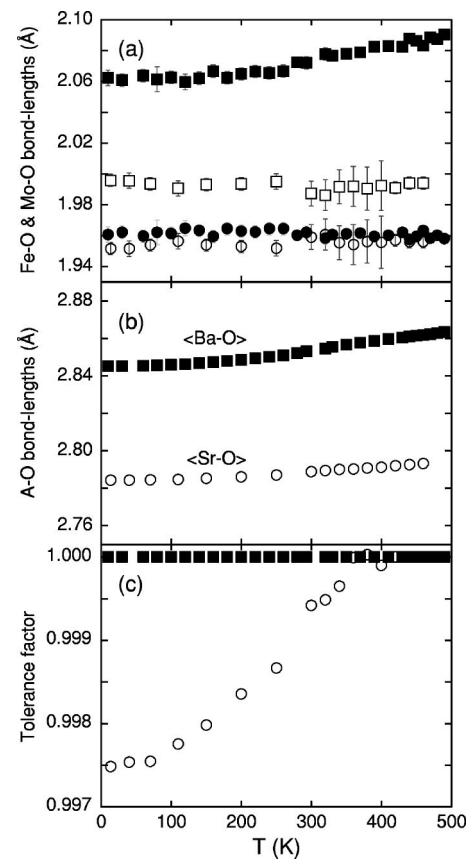 2.10
(a)
2.06
2.02
1.98
1.94
Fe-O & Mo-O bond-lengths (Å)
2.88
(b)
<Ba-O>
2.84
<Sr-O>
2.80
2.76
A-O bond-lengths (Å)
1.000
(c)
0.999
0.998
0.997
Tolerance factor
0 100 200 300 400 500
T (K)